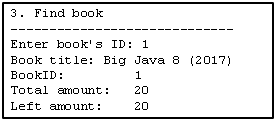 3. Find book
-----------------------------
Enter book's ID: 1
Book title: Big Java 8 (2017)
BookID:         1
Total amount:   20
Left amount:    20